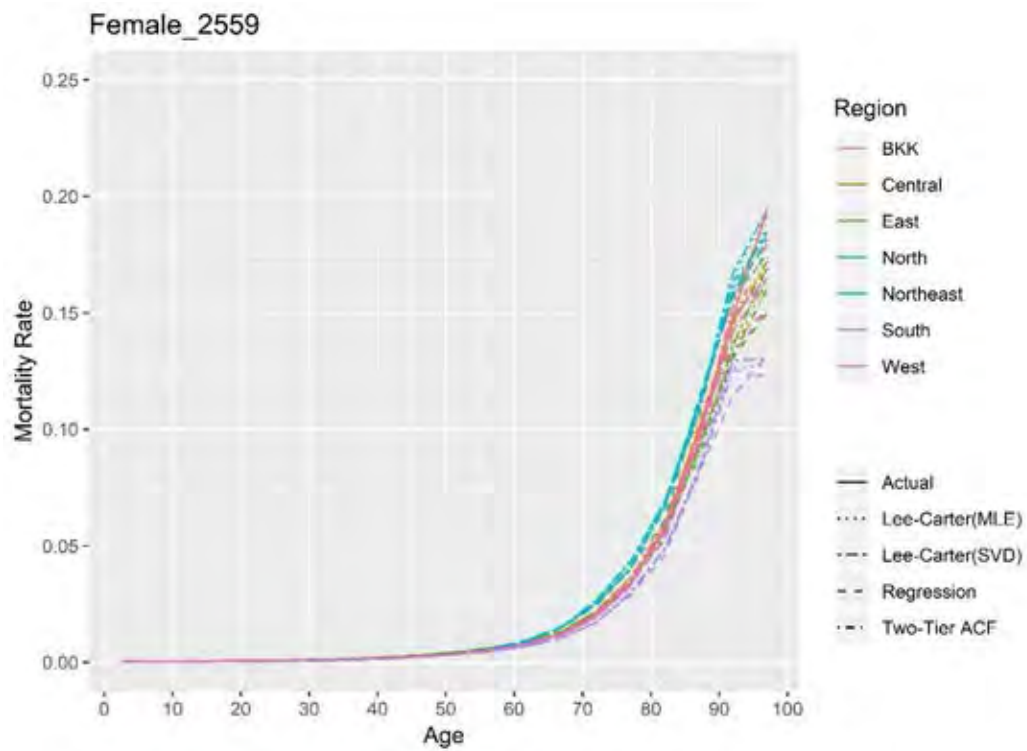 Female_2559
0.25
0.20
0.15
0.10
0.05
0.00
Mortality Rate
0 10 20 30 40 50 60 70 80 90 100
Age
Region
BKK
Central
East
North
Northeast
South
West
Actual
Lee-Carter(MLE)
Lee-Carter(SVD)
Regression
Two-Tier ACF